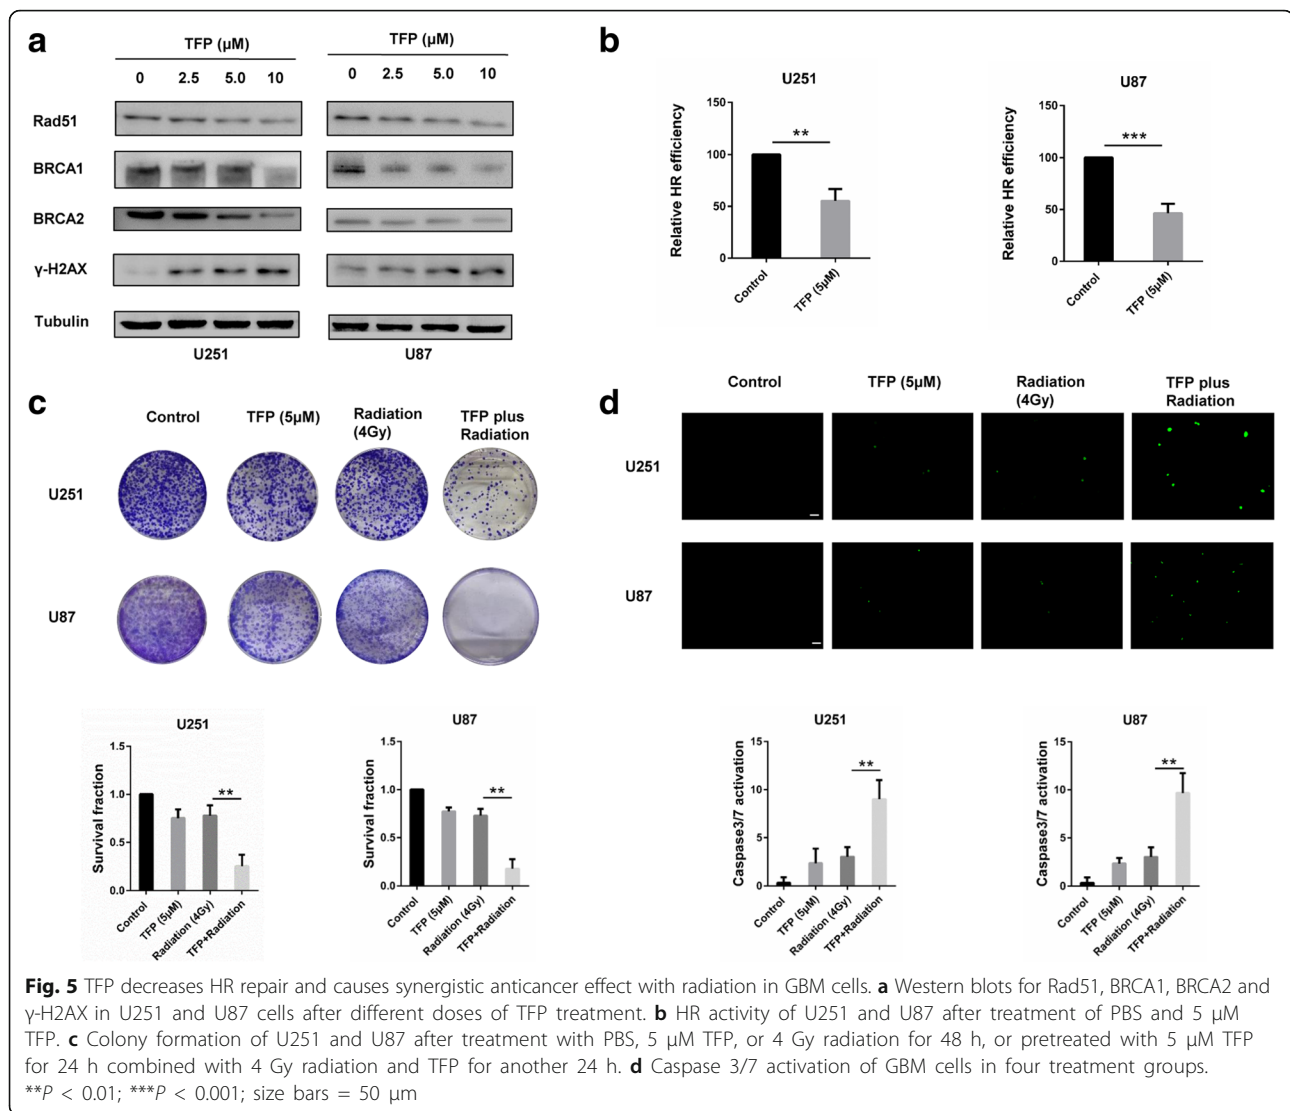 a
TFP (μM)
TFP (μM)
0 2.5 5.0 10
0 2.5 5.0 10
Rad51
BRCA1
BRCA2
γ-H2AX
Tubulin
U251
U87
b
U251
Relative HR efficiency
150
100
50
0
**
Control
TFP (5μM)
U87
Relative HR efficiency
150
100
50
0
***
Control
TFP (5μM)
c
Control
TFP (5μM)
Radiation
(4Gy)
TFP plus
Radiation
U251
U87
U251
Survival fraction
1.5
1.0
0.5
0.0
**
Control
TFP (5μM)
Radiation (4Gy)
TFP+Radiation
U87
Survival fraction
1.5
1.0
0.5
0.0
**
Control
TFP (5μM)
Radiation (4Gy)
TFP+Radiation
d
Control
TFP (5μM)
Radiation
(4Gy)
TFP plus
Radiation
U251
U87
U251
Caspase3/7 activation
15
10
5
0
**
Control
TFP (5μM)
Radiation (4Gy)
TFP+Radiation
U87
Caspase3/7 activation
15
10
5
0
**
Control
TFP (5μM)
Radiation (4Gy)
TFP+Radiation
Fig. 5 TFP decreases HR repair and causes synergistic anticancer effect with radiation in GBM cells. a Western blots for Rad51, BRCA1, BRCA2 and
γ-H2AX in U251 and U87 cells after different doses of TFP treatment. b HR activity of U251 and U87 after treatment of PBS and 5 μM
TFP. c Colony formation of U251 and U87 after treatment with PBS, 5 μM TFP, or 4 Gy radiation for 48 h, or pretreated with 5 μM TFP
for 24 h combined with 4 Gy radiation and TFP for another 24 h. d Caspase 3/7 activation of GBM cells in four treatment groups.
**P < 0.01; ***P < 0.001; size bars = 50 μm